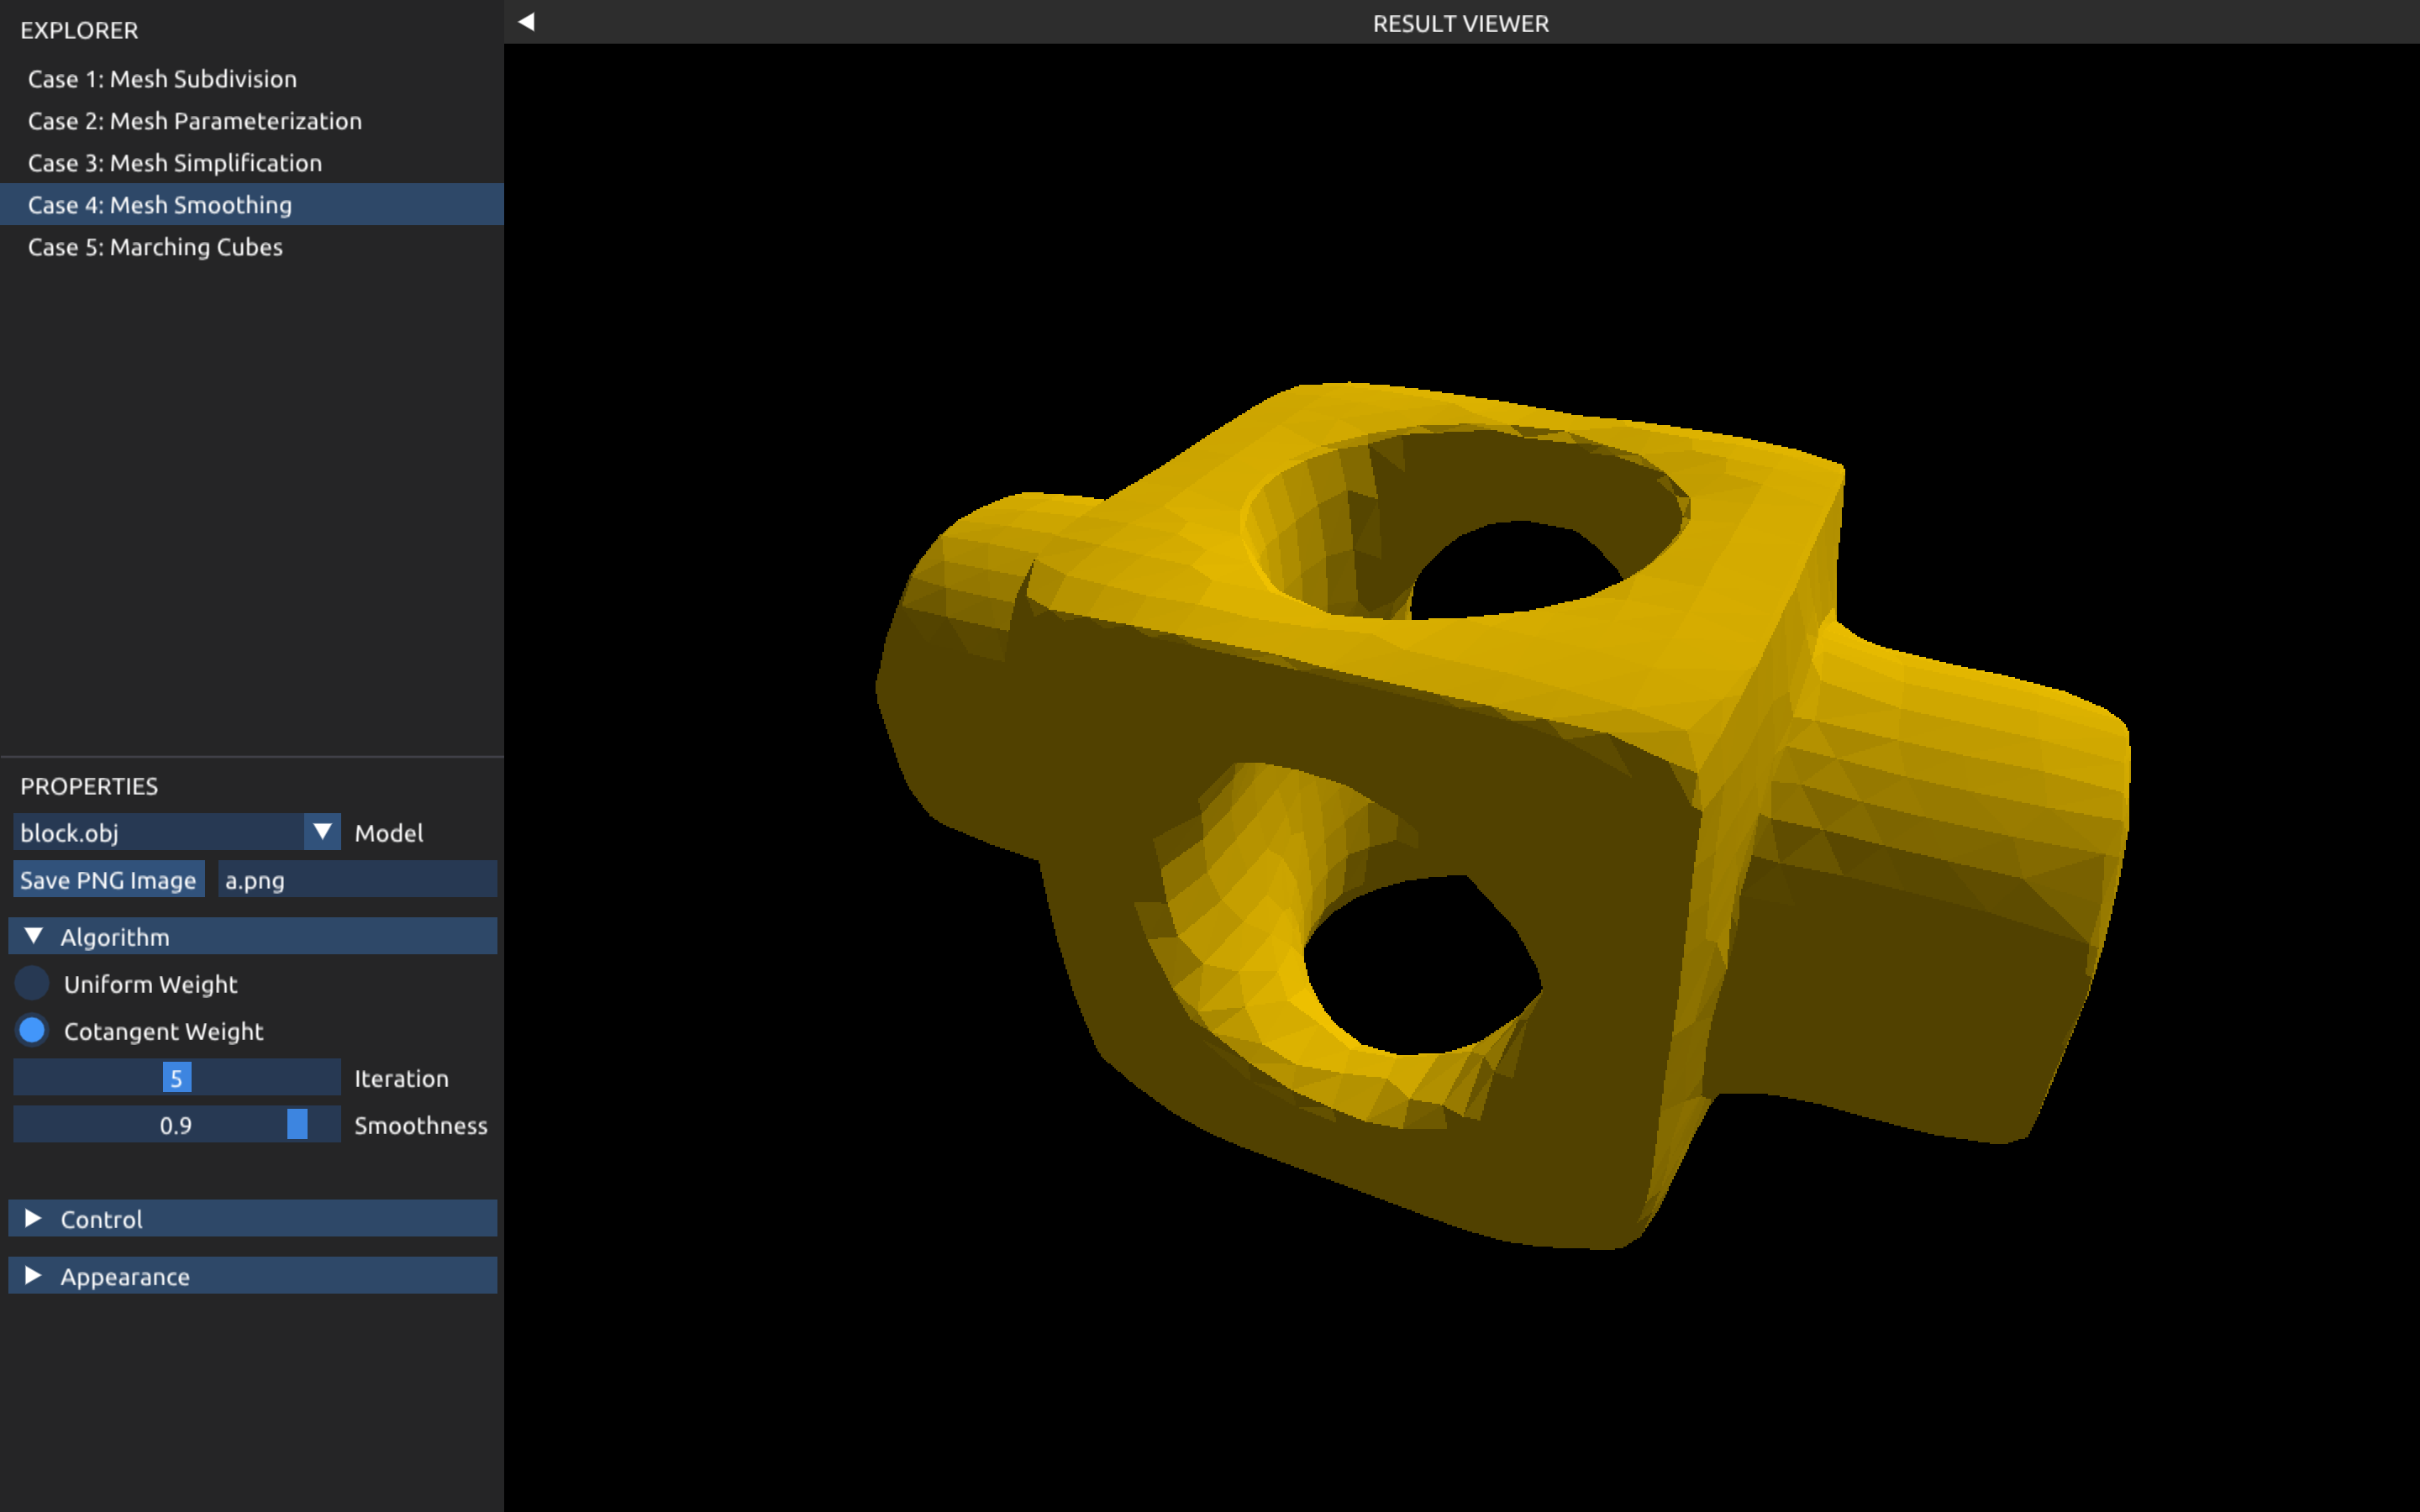 EXPLORER
Case 1: Mesh Subdivision
Case 2: Mesh Parameterization
Case 3: Mesh Simplification
Case 4: Mesh Smoothing
Case 5: Marching Cubes
PROPERTIES
block.obj Model
Save PNG Image a.png
Algorithm
Uniform Weight
Cotangent Weight
5 Iteration
0.9 Smoothness
Control
Appearance
RESULT VIEWER